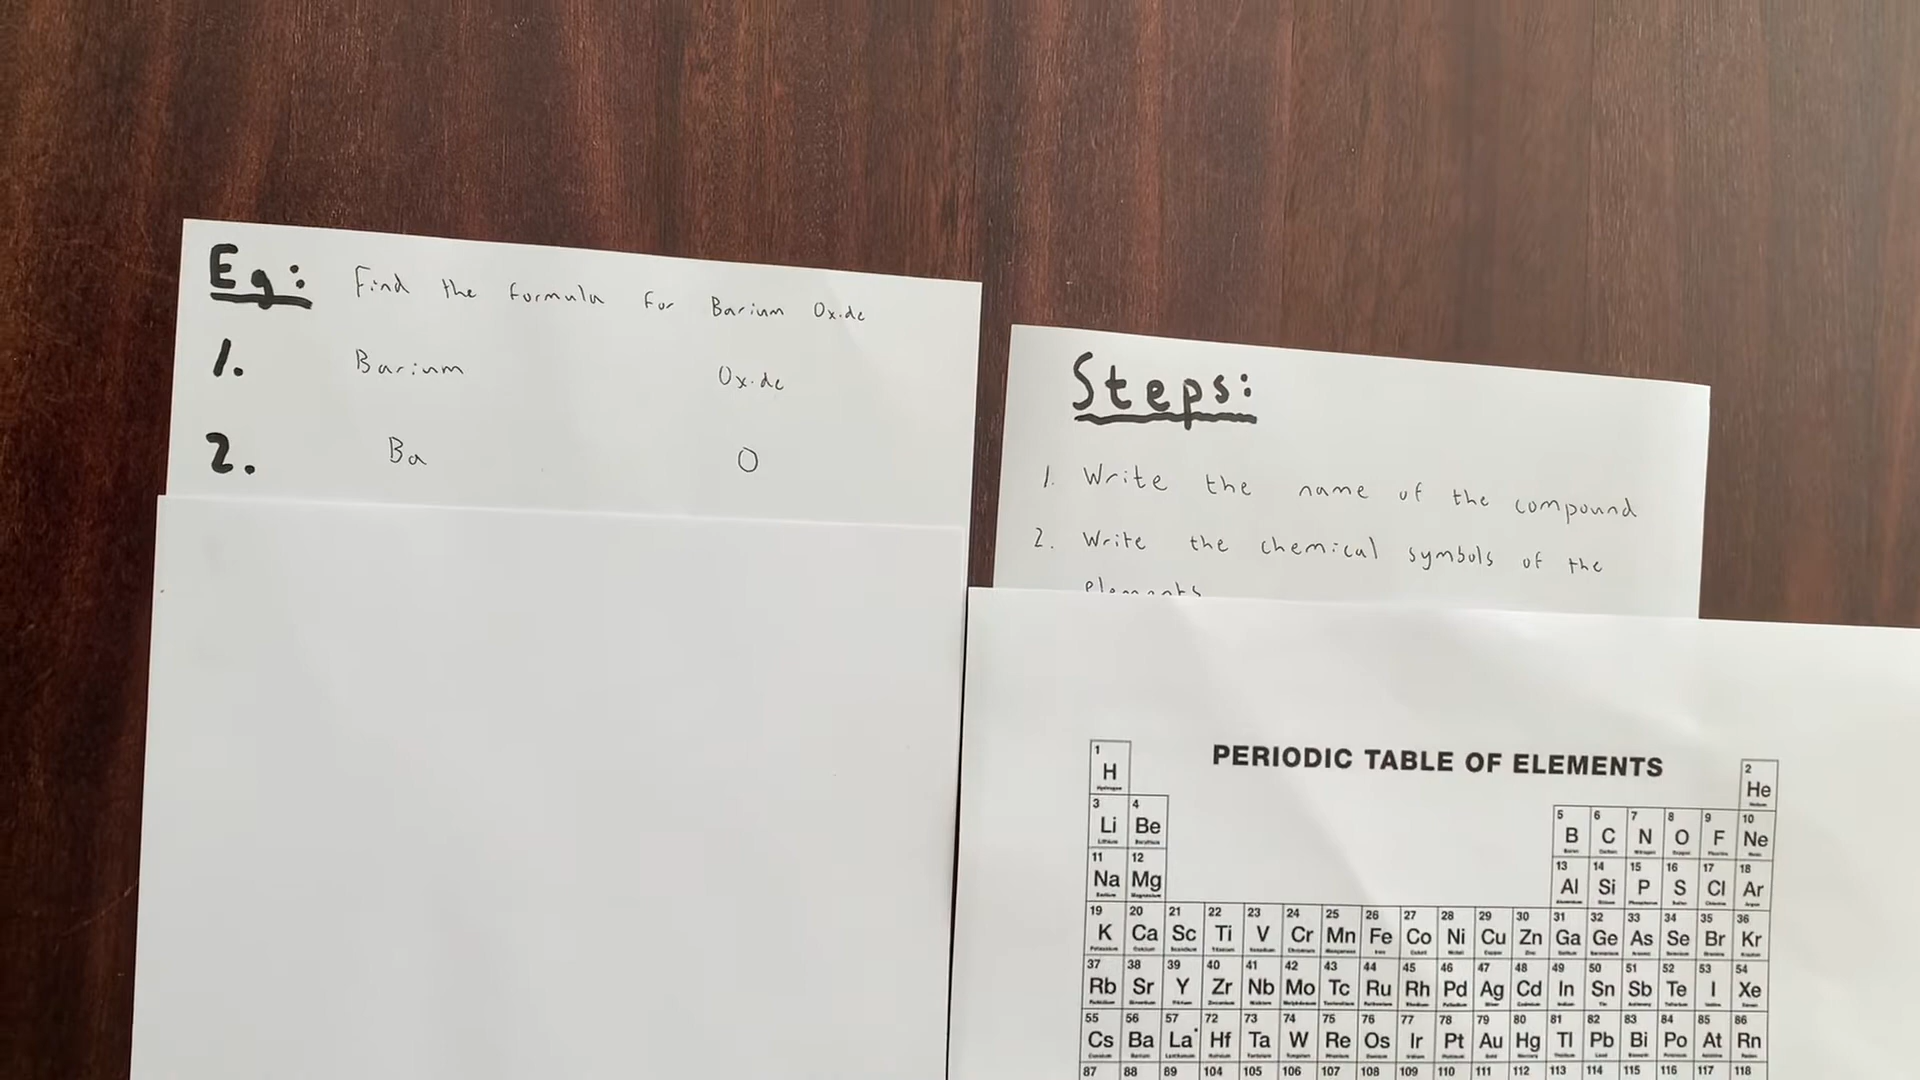 Eg: Find the formula for Barium Oxide
1. Barium Oxide
2. Ba O
Steps:
1. Write the name of the compound
2. Write the chemical symbols of the
elements
PERIODIC TABLE OF ELEMENTS
1 2
H He
Hydrogen Helium
3 4 5 6 7 8 9 10
Li Be B C N O F Ne
11 12 13 14 15 16 17 18
Na Mg Al Si P S Cl Ar
19 20 21 22 23 24 25 26 27 28 29 30 31 32 33 34 35 36
K Ca Sc Ti V Cr Mn Fe Co Ni Cu Zn Ga Ge As Se Br Kr
37 38 39 40 41 42 43 44 45 46 47 48 49 50 51 52 53 54
Rb Sr Y Zr Nb Mo Tc Ru Rh Pd Ag Cd In Sn Sb Te I Xe
55 56 57 72 73 74 75 76 77 78 79 80 81 82 83 84 85 86
Cs Ba La* Hf Ta W Re Os Ir Pt Au Hg Tl Pb Bi Po At Rn
87 88 89 104 105 106 107 108 109 110 111 112 113 114 115 116 117 118